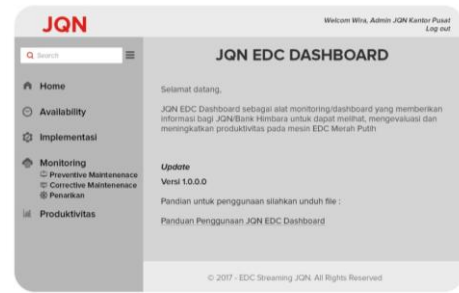 JQN
Welcom Wira, Admin JQN Kantor Pusat
Log out
Search
Home
Availability
Implementasi
Monitoring
Preventive Maintenenace
Corrective Maintenenace
Penarikan
Produktivitas
JQN EDC DASHBOARD
Selamat datang,
JQN EDC Dashboard sebagai alat monitoring/dashboard yang memberikan
informasi bagi JQN/Bank Himbara untuk dapat melihat, mengevaluasi dan
meningkatkan produktivitas pada mesin EDC Merah Putih
Update
Versi 1.0.0.0
Pandian untuk penggunaan silahkan unduh file :
Panduan Penggunaan JQN EDC Dashboard
© 2017 - EDC Streaming JQN. All Rights Reserved